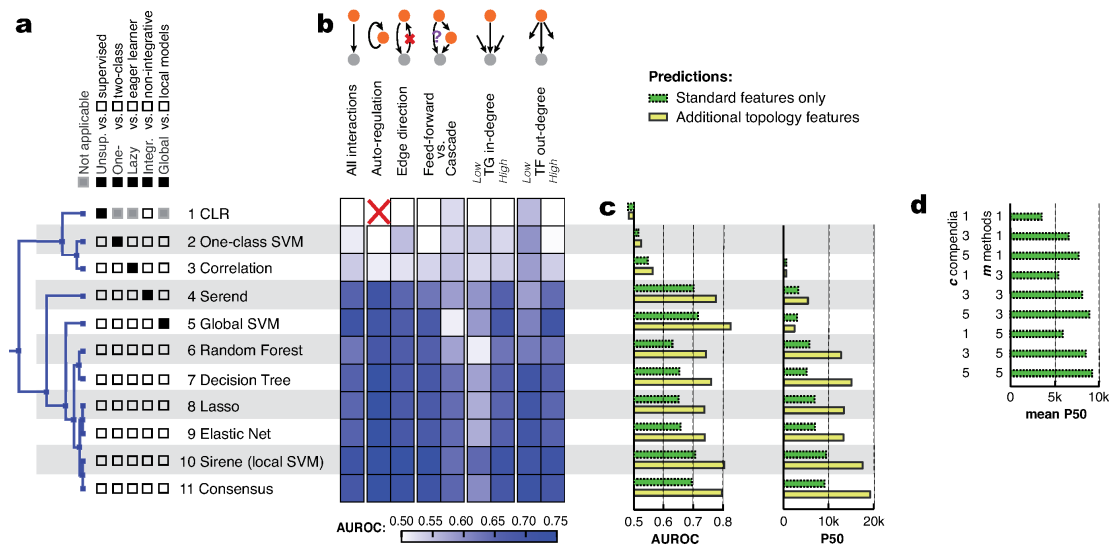 a
b
Not applicable
Unsup. vs. supervised
One- vs. two-class
Lazy vs. eager learner
Integr. vs. non-integrative
Global vs. local models
?
All interactions
Auto-regulation
Edge direction
Feed-forward
vs.
Cascade
Low TG in-degree High
Low TF out-degree High
Predictions:
Standard features only
Additional topology features
1 CLR
2 One-class SVM
3 Correlation
4 Serend
5 Global SVM
6 Random Forest
7 Decision Tree
8 Lasso
9 Elastic Net
10 Sirene (local SVM)
11 Consensus
AUROC:
0.50 0.55 0.60 0.65 0.70 0.75
c
0.5 0.6 0.7 0.8
AUROC
0 10k 20k
P50
d
c compendia
m methods
1 1
3 1
5 1
1 3
3 3
5 3
1 5
3 5
5 5
0 5k 10k
mean P50